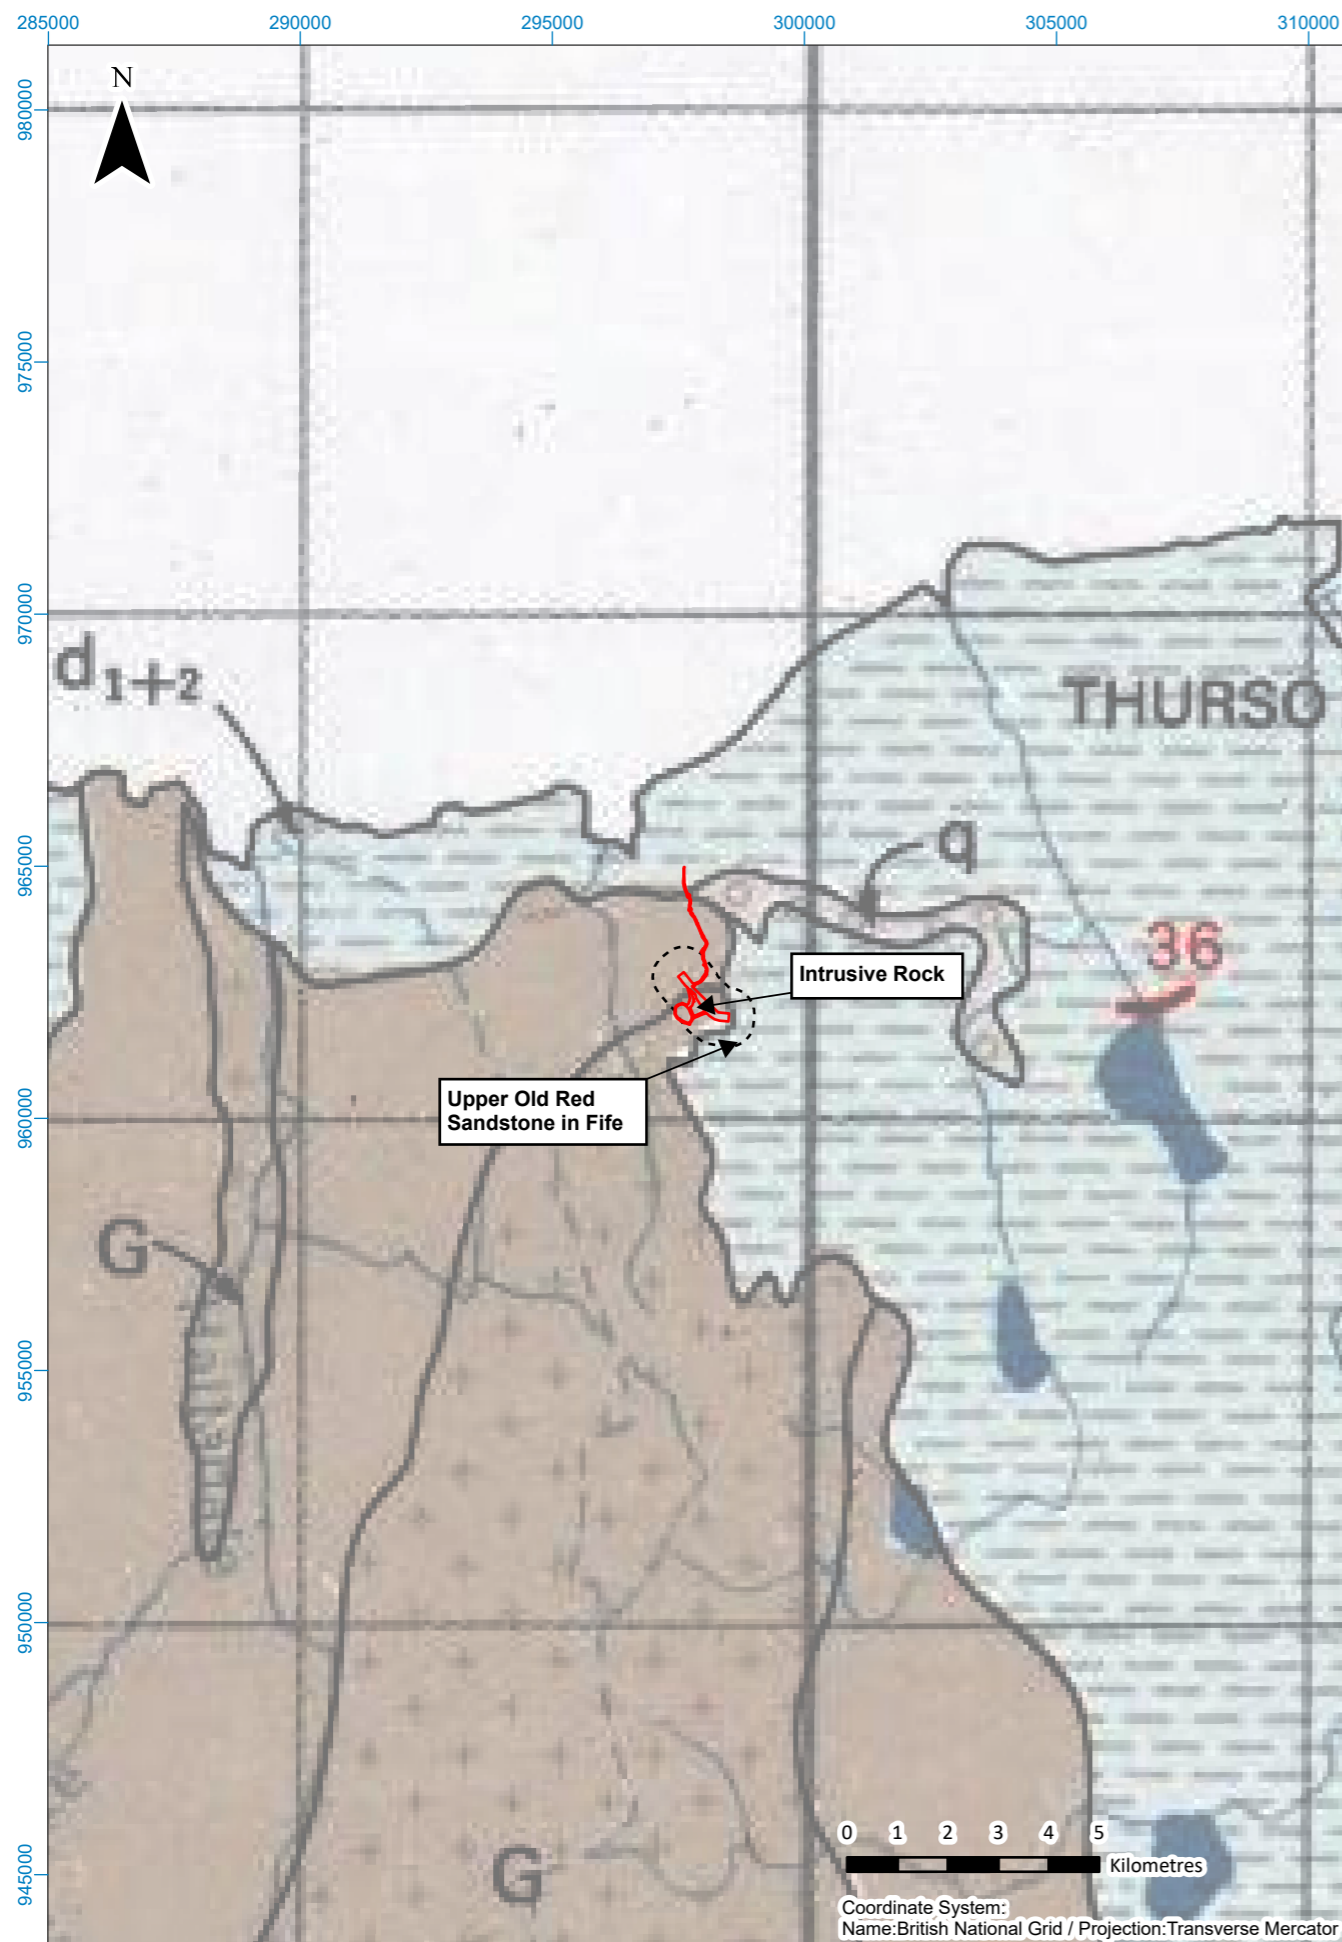 285000
290000
295000
300000
305000
310000
N
980000
975000
970000
965000
960000
955000
950000
945000
d1+2
THURSO
q
36
Intrusive Rock
Upper Old Red
Sandstone in Fife
G
G
0 1 2 3 4 5
Kilometres
Coordinate System:
Name:British National Grid / Projection:Transverse Mercator